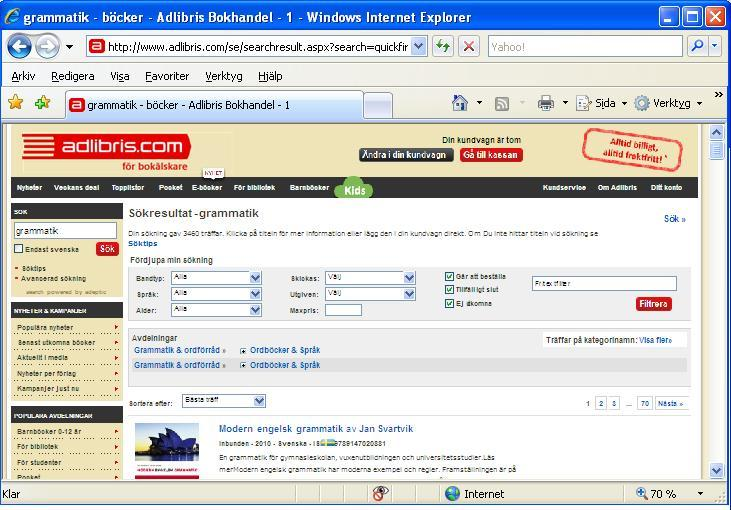 grammatik - böcker - Adlibris Bokhandel - 1 - Windows Internet Explorer
http://www.adlibris.com/se/searchresult.aspx?search=quickfir
Yahoo!
Arkiv Redigera Visa Favoriter Verktyg Hjälp
grammatik - böcker - Adlibris Bokhandel - 1
Sida Verktyg
adlibris.com
för bokälskare
Din kundvagn är tom
Ändra i din kundvagn Gå till kassan
Alltid billigt, alltid fraktfritt! *
NYHET
Nyheter Veckans deal Topplistor Pocket E-böcker För bibliotek Barnböcker Kids Kundservice Om Adlibris Ditt konto
SÖK
grammatik
Endast svenska Sök
Söktips
Avancerad sökning
search powered by adeptic
Sökresultat - grammatik
Sök »
Din sökning gav 3460 träffar. Klicka på titeln för mer information eller lägg den i din kundvagn direkt. Om Du inte hittar titeln vid sökning se
Söktips
Fördjupa min sökning
Bandtyp: Alla Sklokas: Välj Går att beställa
Språk: Alla Utgiven: Välj Tillfälligt slut Fritextfilter
Ålder: Alla Maxpris: Ej utkomna Filtrera
NYHETER & KAMPANJER
Populära nyheter
Senast utkomna böcker
Aktuellt i media
Nyheter per förlag
Kampanjer just nu
Avdelningar
Träffar på kategorinamn: Visa fler»
Grammatik & ordförråd » Ordböcker & Språk
Grammatik & ordförråd » Ordböcker & Språk
Sortera efter: Bästa träff
1 2 3 ... 70 Nästa »
POPULÄRA AVDELNINGAR
Barnböcker 0-12 år
För bibliotek
För studenter
Pocket
Modern engelsk grammatik av Jan Svartvik
Inbunden - 2010 - Svenska - ISBN:9789147020881
En grammatik för gymnasieskolan, vuxenutbildningen och universitetsstudier.Läs
merModern engelsk grammatik har moderna exempel och regler. Framställningen är på
Klar
Internet
70 %